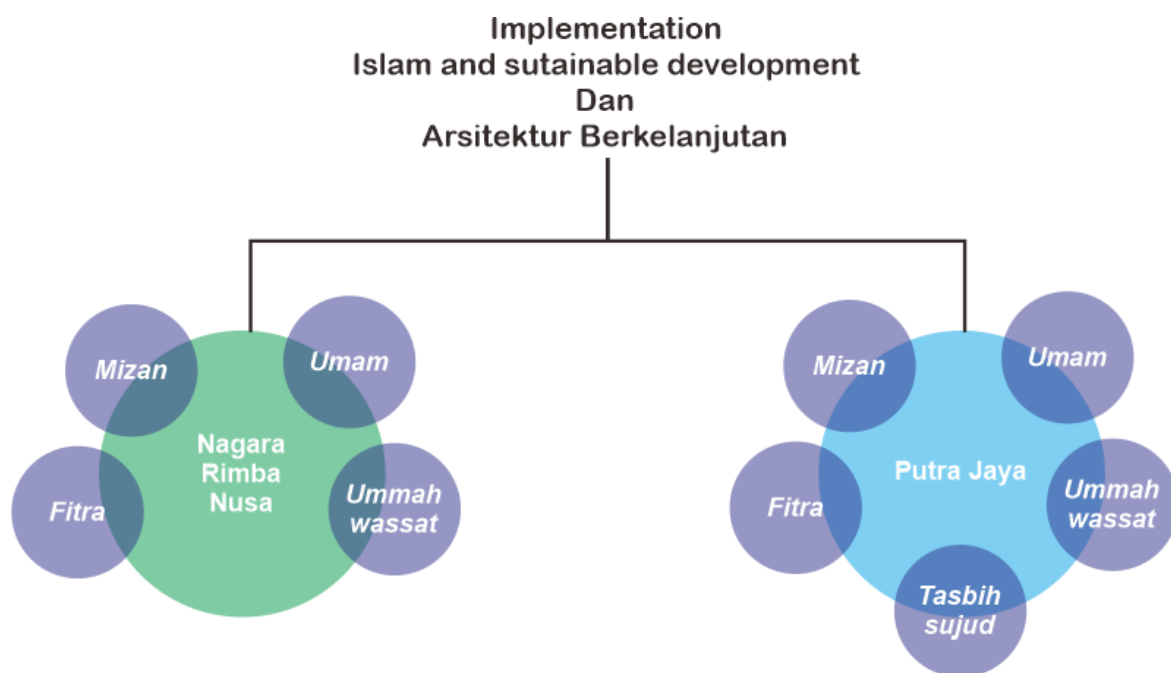 Implementation
Islam and sutainable development
Dan
Arsitektur Berkelanjutan
Mizan
Umam
Nagara
Rimba
Nusa
Fitra
Ummah
wassat
Mizan
Umam
Putra Jaya
Fitra
Ummah
wassat
Tasbih
sujud